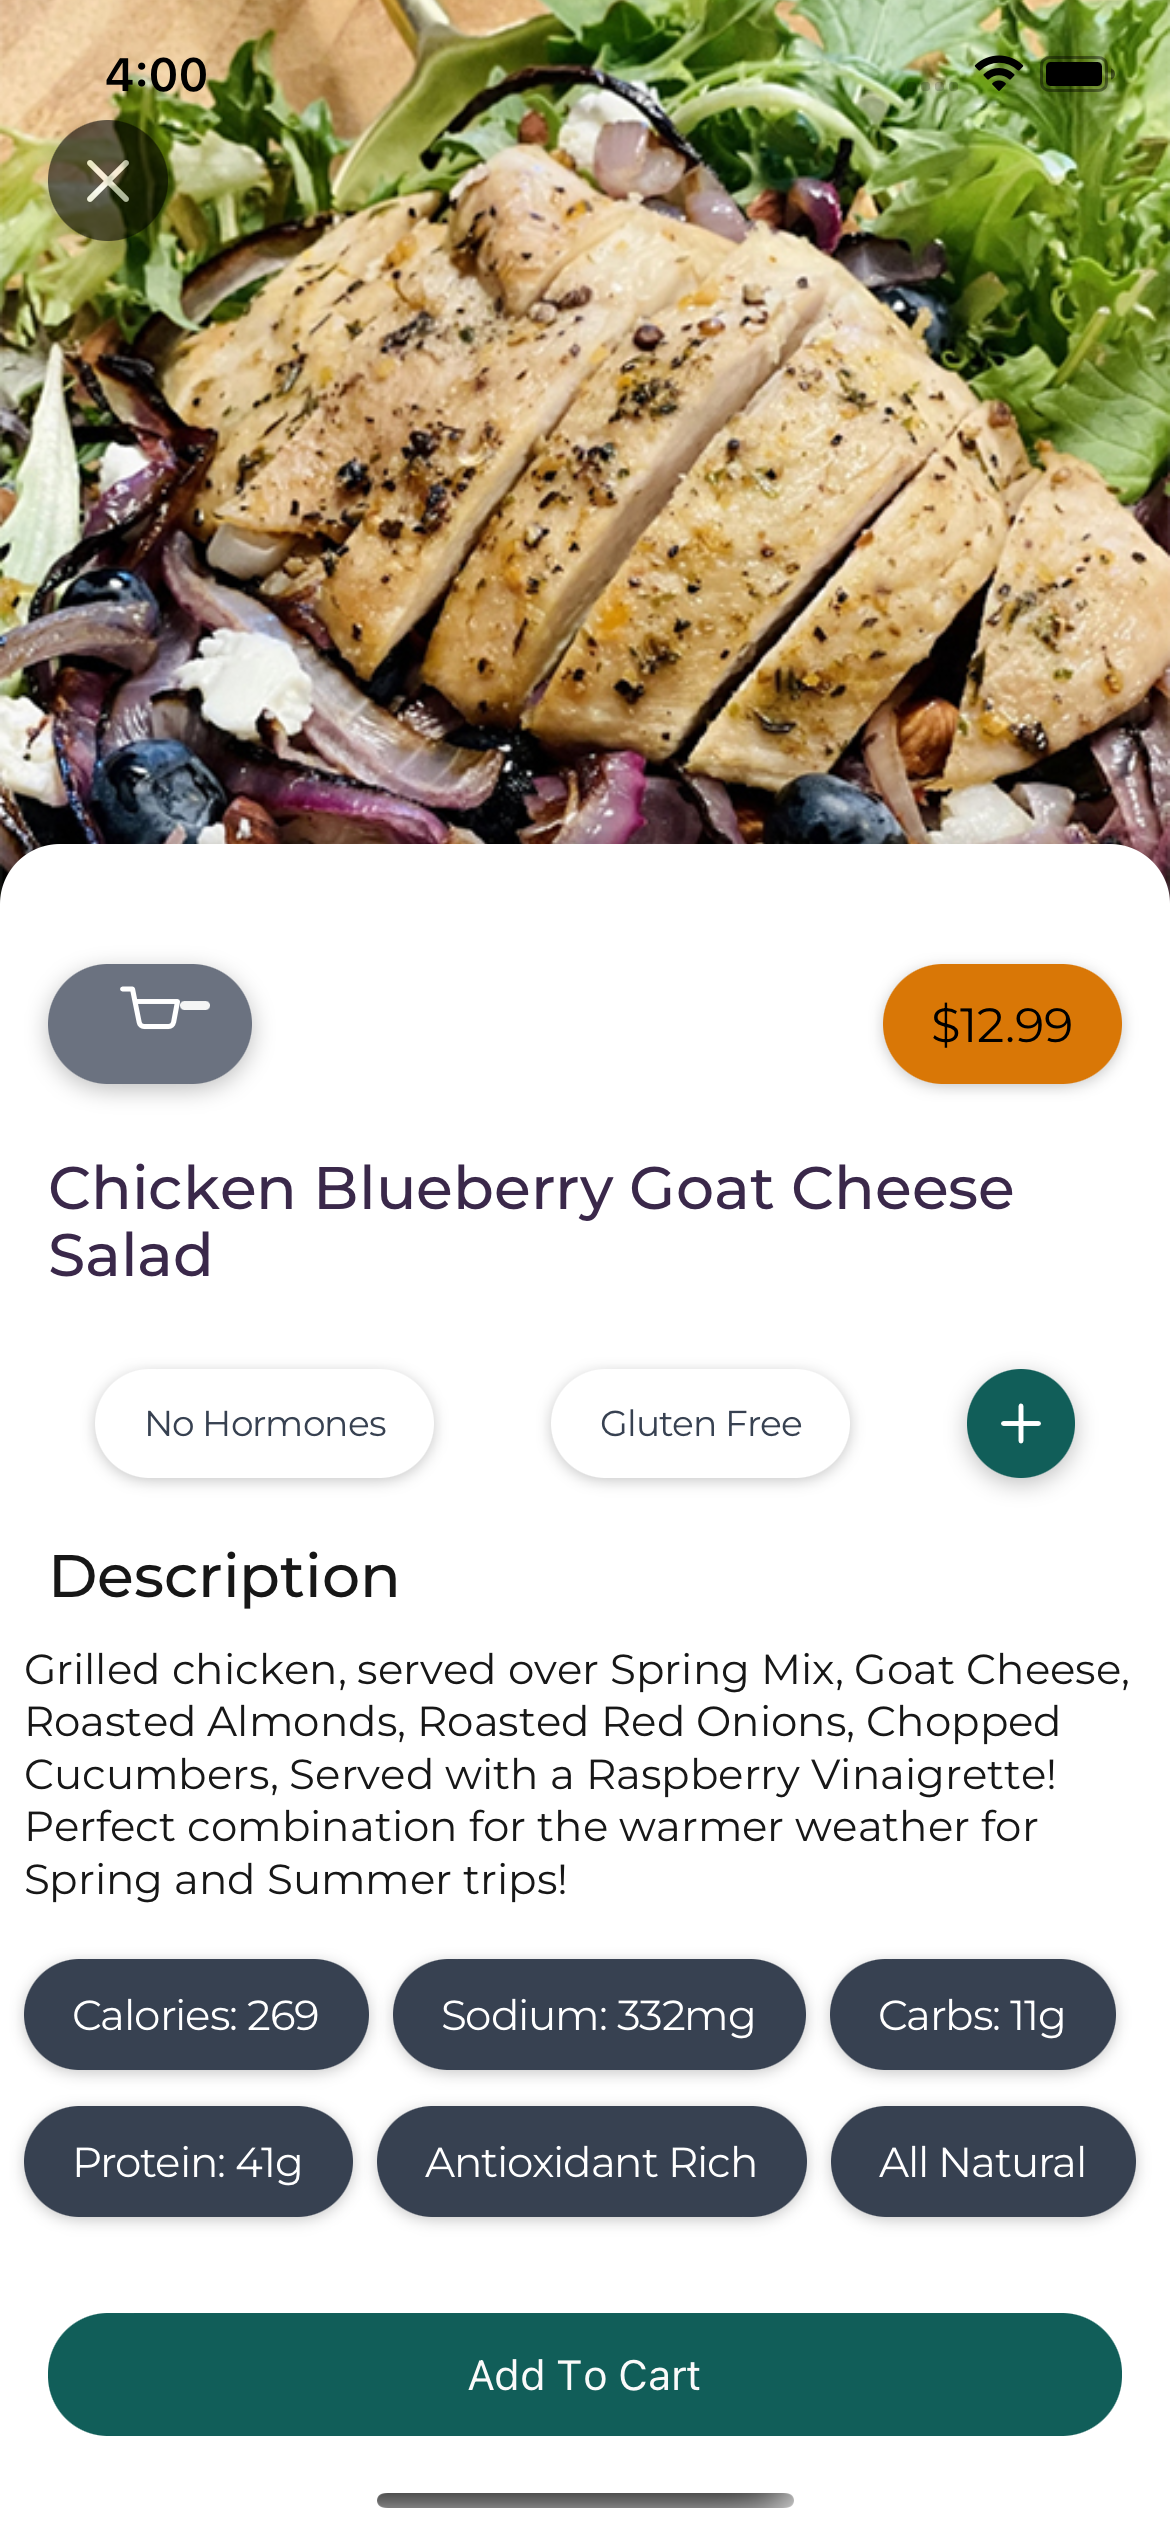 4:00
$12.99
Chicken Blueberry Goat Cheese
Salad
No Hormones
Gluten Free
Description
Grilled chicken, served over Spring Mix, Goat Cheese,
Roasted Almonds, Roasted Red Onions, Chopped
Cucumbers, Served with a Raspberry Vinaigrette!
Perfect combination for the warmer weather for
Spring and Summer trips!
Calories: 269
Sodium: 332mg
Carbs: 11g
Protein: 41g
Antioxidant Rich
All Natural
Add To Cart